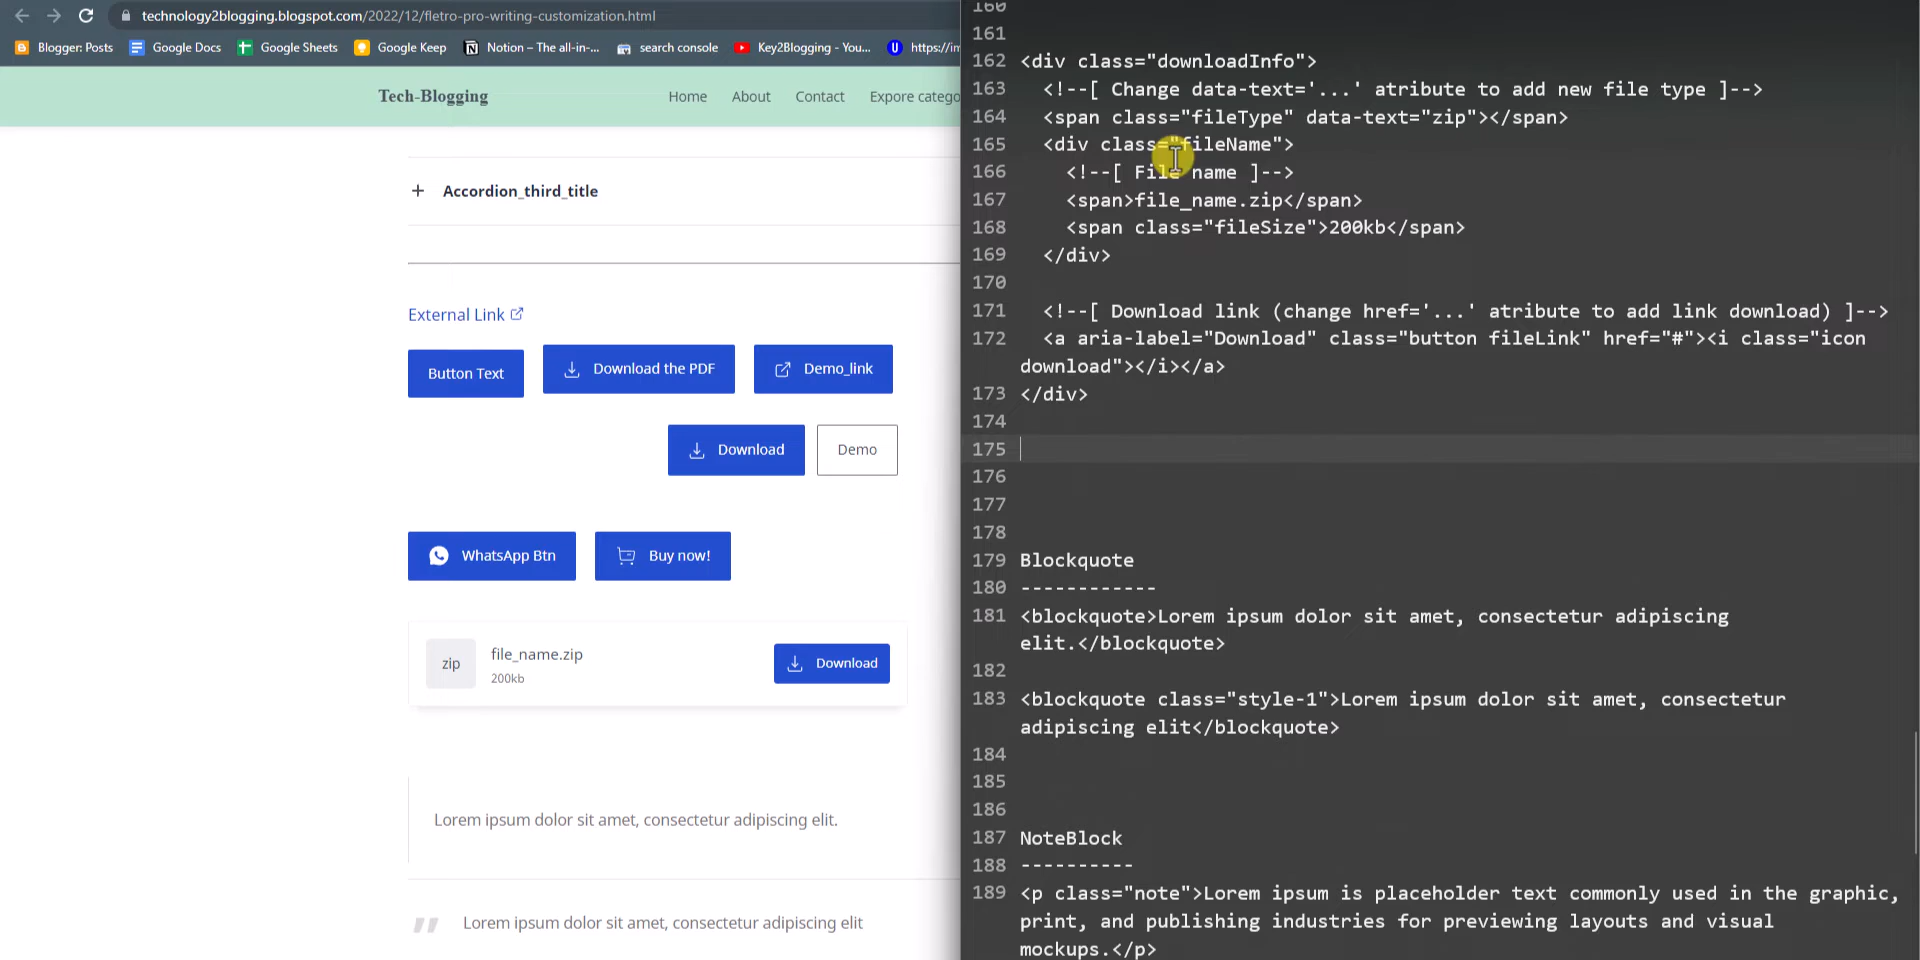 technology2blogging.blogspot.com/2022/12/fletro-pro-writing-customization.html
Blogger: Posts Google Docs Google Sheets Google Keep Notion – The all-in-... search console Key2Blogging - You... https://im
Tech-Blogging Home About Contact Expore catego
+ Accordion_third_title
External Link
Button Text Download the PDF Demo_link
Download Demo
WhatsApp Btn Buy now!
zip file_name.zip Download
200kb
Lorem ipsum dolor sit amet, consectetur adipiscing elit.
Lorem ipsum dolor sit amet, consectetur adipiscing elit
160
161
162 <div class="downloadInfo">
163 <!--[ Change data-text='...' atribute to add new file type ]-->
164 <span class="fileType" data-text="zip"></span>
165 <div class="fileName">
166 <!--[ File name ]-->
167 <span>file_name.zip</span>
168 <span class="fileSize">200kb</span>
169 </div>
170
171 <!--[ Download link (change href='...' atribute to add link download) ]-->
172 <a aria-label="Download" class="button fileLink" href="#"><i class="icon
download"></i></a>
173 </div>
174
175
176
177
178
179 Blockquote
180 ------------
181 <blockquote>Lorem ipsum dolor sit amet, consectetur adipiscing
elit.</blockquote>
182
183 <blockquote class="style-1">Lorem ipsum dolor sit amet, consectetur
adipiscing elit</blockquote>
184
185
186
187 NoteBlock
188 ----------
189 <p class="note">Lorem ipsum is placeholder text commonly used in the graphic,
print, and publishing industries for previewing layouts and visual
mockups.</p>